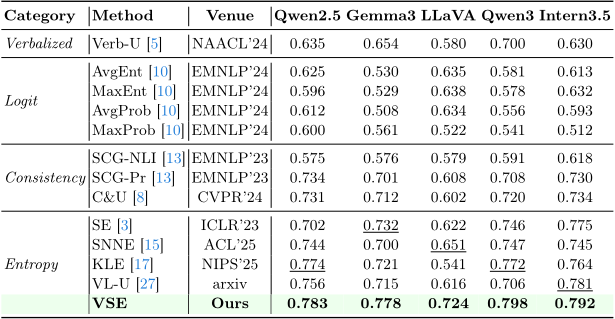 Category Method Venue Qwen2.5 Gemma3 LLaVA Qwen3 Intern3.5
Verbalized Verb-U [5] NAACL'24 0.635 0.654 0.580 0.700 0.630
AvgEnt [10] EMNLP'24 0.625 0.530 0.635 0.581 0.613
MaxEnt [10] EMNLP'24 0.596 0.529 0.638 0.578 0.632
Logit
AvgProb [10] EMNLP'24 0.612 0.508 0.634 0.556 0.593
MaxProb [10] EMNLP'24 0.600 0.561 0.522 0.541 0.512
SCG-NLI [13] EMNLP'23 0.575 0.576 0.579 0.591 0.618
Consistency SCG-Pr [13] EMNLP'23 0.734 0.701 0.608 0.708 0.730
C&U [8] CVPR'24 0.731 0.712 0.602 0.720 0.734
SE [3] ICLR'23 0.702 0.732 0.622 0.746 0.775
SNNE [15] ACL'25 0.744 0.700 0.651 0.747 0.745
Entropy KLE [17] NIPS'25 0.774 0.721 0.541 0.772 0.764
VL-U [27] arxiv 0.756 0.715 0.616 0.706 0.781
VSE Ours 0.783 0.778 0.724 0.798 0.792